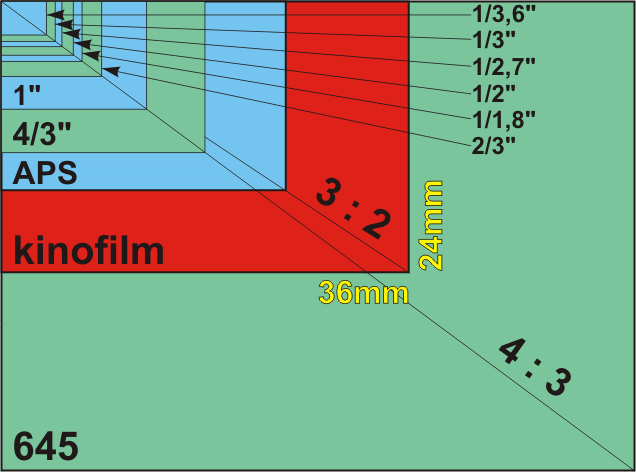 1/3,6"
1/3"
1/2,7"
1/2"
1/1,8"
2/3"
1"
4/3"
APS
3 : 2
24mm
kinofilm
36mm
4 : 3
645